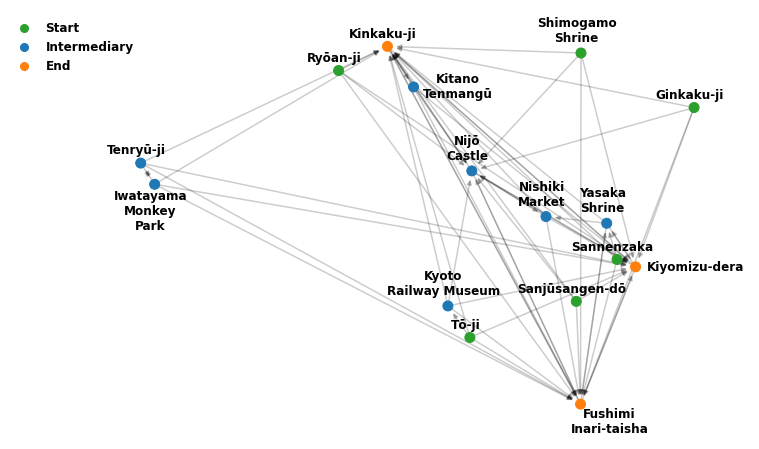 Start
Intermediary
End
Kinkaku-ji
Shimogamo
Shrine
Ryōan-ji
Kitano
Tenmangū
Ginkaku-ji
Nijō
Castle
Tenryū-ji
Iwatayama
Monkey
Park
Nishiki
Market
Yasaka
Shrine
Sannenzaka
Kiyomizu-dera
Kyoto
Railway Museum
Sanjūsangen-dō
Tō-ji
Fushimi
Inari-taisha